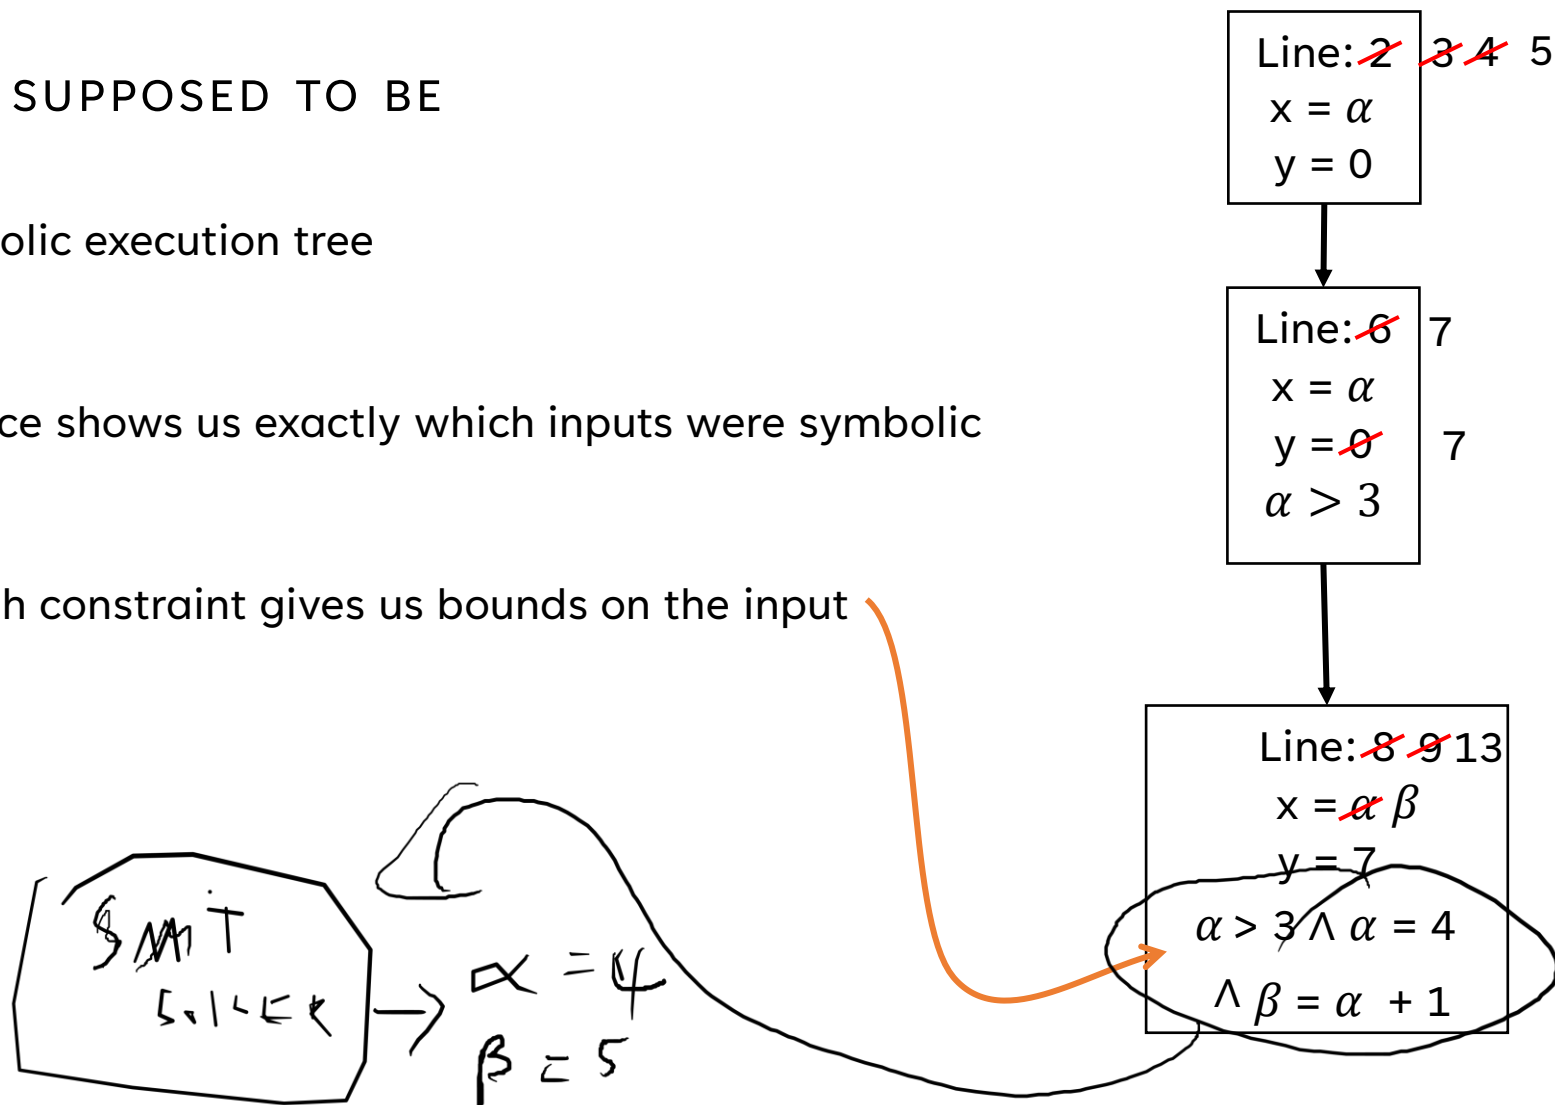 SUPPOSED TO BE
olic execution tree
ce shows us exactly which inputs were symbolic
h constraint gives us bounds on the input
Line: 2 3 4 5
x = α
y = 0
Line: 6 7
x = α
y = 0 7
α > 3
Line: 8 9 13
x = α β
y = 7
α > 3 ∧ α = 4
∧ β = α + 1
SMT
SOLVER
→ α = 4
β = 5